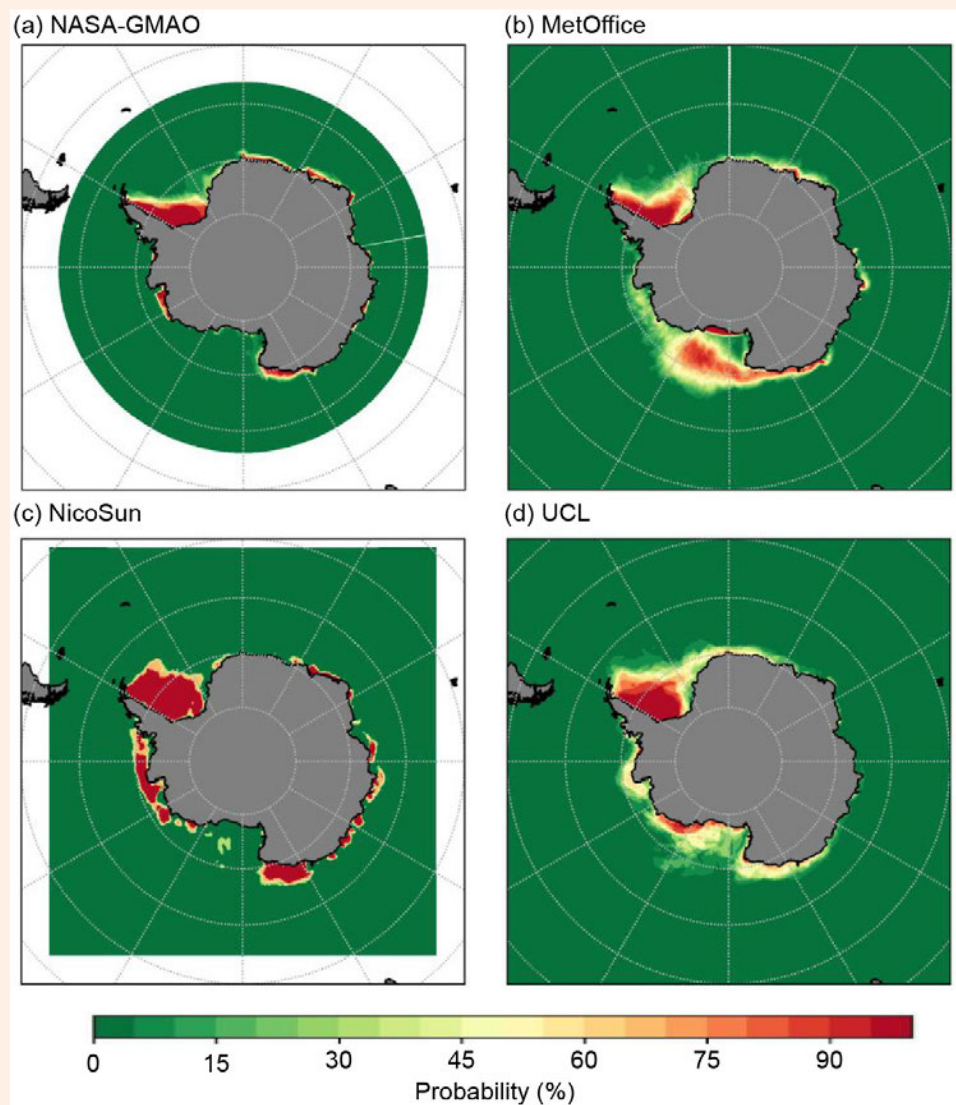 (a) NASA-GMAO
(b) MetOffice
(c) NicoSun
(d) UCL
0 15 30 45 60 75 90
Probability (%)